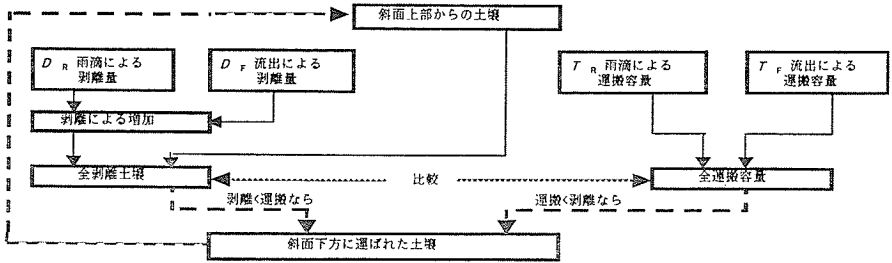 斜面上部からの土壌
D R 雨滴による
剥離量
D F 流出による
剥離量
T R 雨滴による
運搬容量
T F 流出による
運搬容量
剥離による増加
全剥離土壌
比較
全運搬容量
剥離<運搬なら
運搬<剥離なら
斜面下方に運ばれた土壌